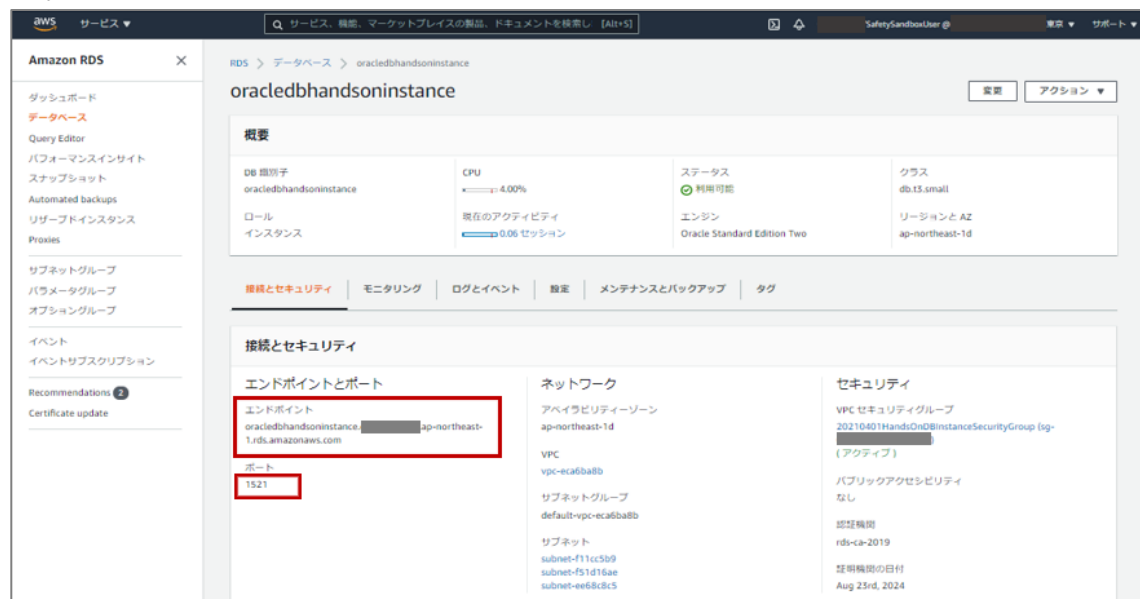 aws サービス ▼ サービス、機能、マーケットプレイスの製品、ドキュメントを検索し [Alt+S] SafetySandboxUser @ 東京 ▼ サポート ▼
Amazon RDS ×
ダッシュボード
データベース
Query Editor
パフォーマンスインサイト
スナップショット
Automated backups
リザーブドインスタンス
Proxies
サブネットグループ
パラメータグループ
オプショングループ
イベント
イベントサブスクリプション
Recommendations 2
Certificate update
RDS > データベース > oracledbhandsoninstance
oracledbhandsoninstance
変更 アクション ▼
概要
DB 識別子
oracledbhandsoninstance
CPU
4.00%
ステータス
利用可能
クラス
db.t3.small
ロール
インスタンス
現在のアクティビティ
0.06 セッション
エンジン
Oracle Standard Edition Two
リージョンと AZ
ap-northeast-1d
接続とセキュリティ モニタリング ログとイベント 設定 メンテナンスとバックアップ タグ
接続とセキュリティ
エンドポイントとポート
エンドポイント
oracledbhandsoninstance. ap-northeast-
1.rds.amazonaws.com
ポート
1521
ネットワーク
アベイラビリティーゾーン
ap-northeast-1d
VPC
vpc-eca6ba8b
サブネットグループ
default-vpc-eca6ba8b
サブネット
subnet-f11cc5b9
subnet-f51d16ae
subnet-ee68c8c5
セキュリティ
VPC セキュリティグループ
20210401HandsOnDBInstanceSecurityGroup (sg-
)
( アクティブ )
パブリックアクセシビリティ
なし
認証機関
rds-ca-2019
証明機関の日付
Aug 23rd, 2024